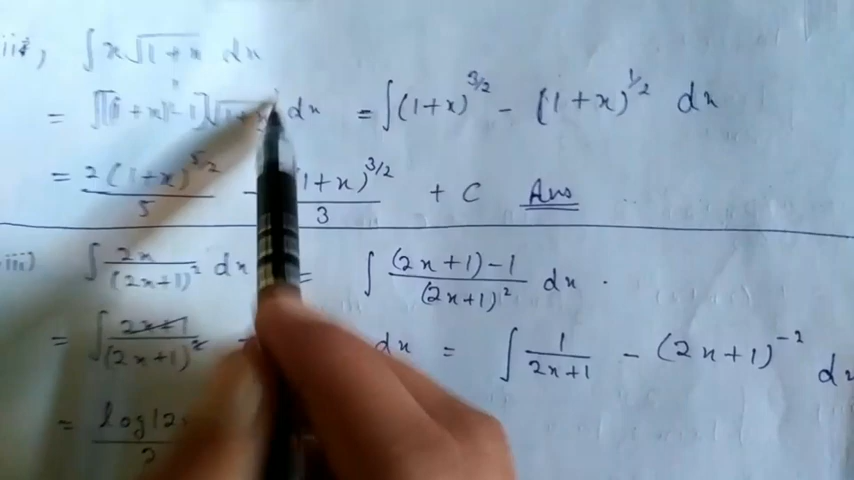 iii, ∫ x √(1+x) dx
= ∫[(1+x)-1]√(1+x) dx = ∫(1+x)^3/2 - (1+x)^1/2 dx
= 2(1+x)^5/2 / 5 - (1+x)^3/2 / 3 + C Ans
iii) ∫ 2x/(2x+1)^2 dx = ∫ (2x+1)-1/(2x+1)^2 dx.
= ∫ 2x+1/(2x+1)^2 - dx = ∫ 1/2x+1 - (2x+1)^-2 dx
= log|2x / 2